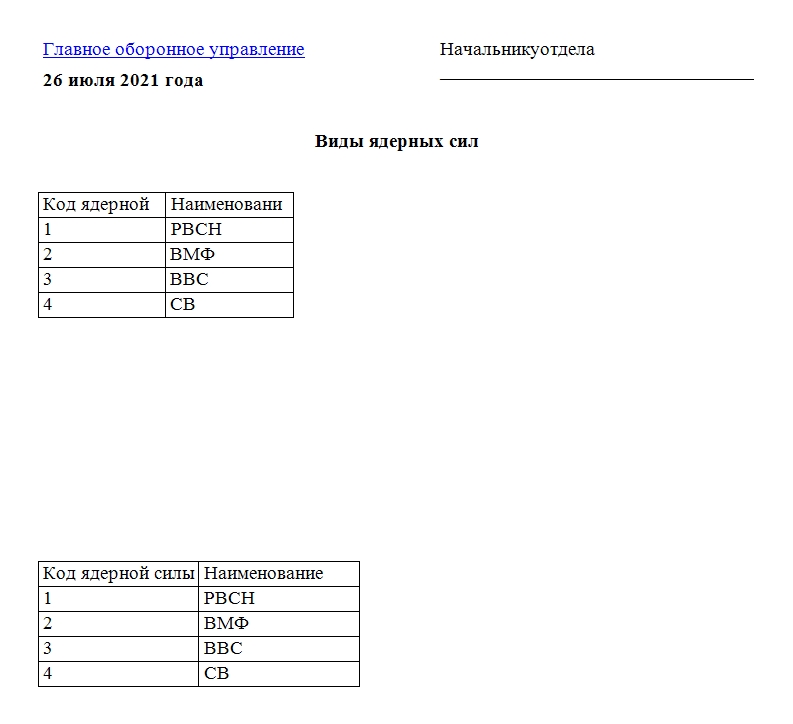 Главное оборонное управление
Начальникуотдела
26 июля 2021 года
Виды ядерных сил
Код ядерной Наименовани
1 РВСН
2 ВМФ
3 ВВС
4 СВ
Код ядерной силы Наименование
1 РВСН
2 ВМФ
3 ВВС
4 СВ